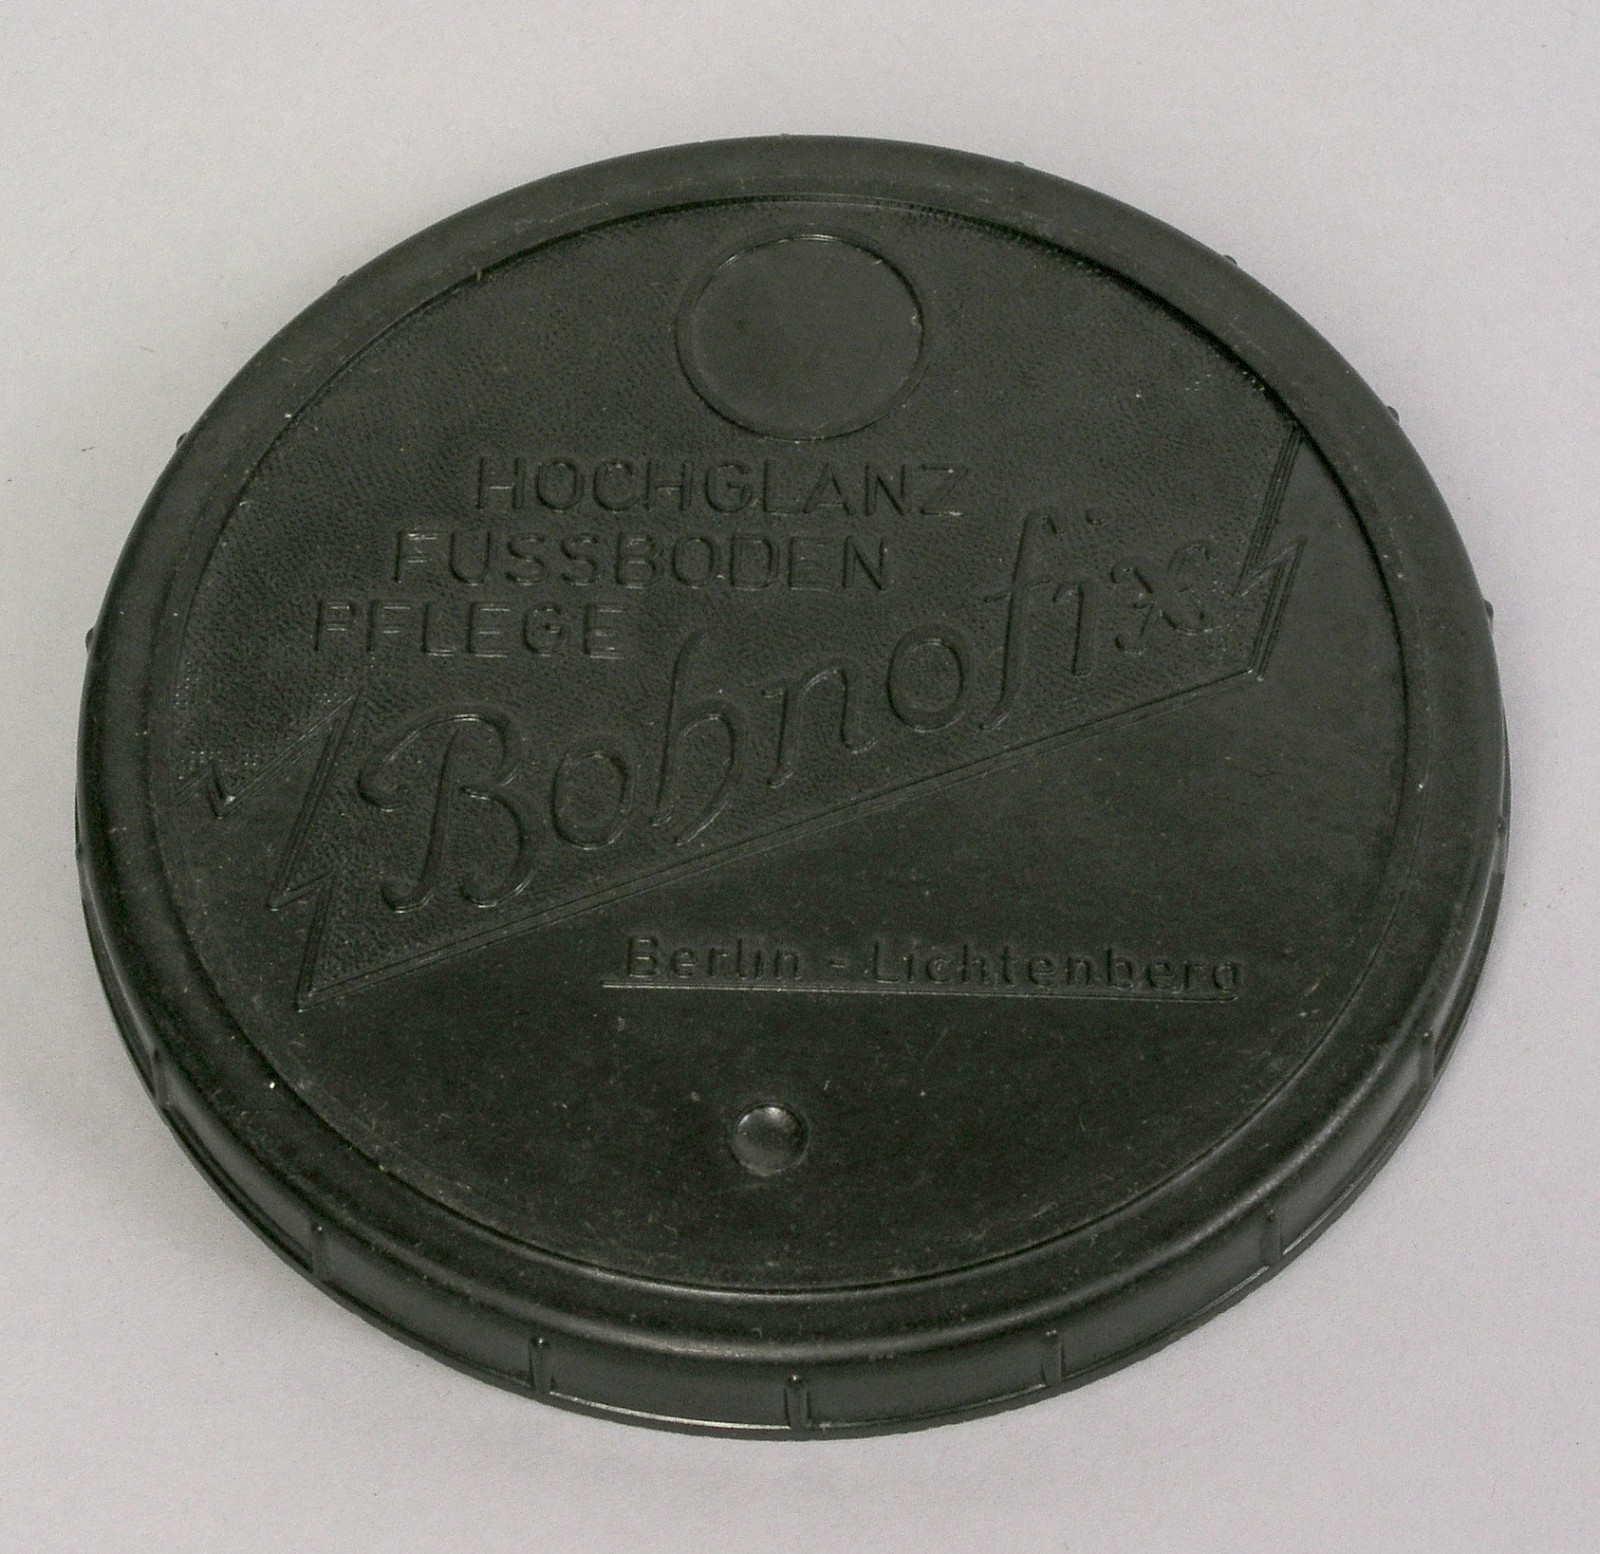 HOCHGLANZ
FUSSBODEN
PFLEGE
Bohnofix
Berlin - Lichtenberg